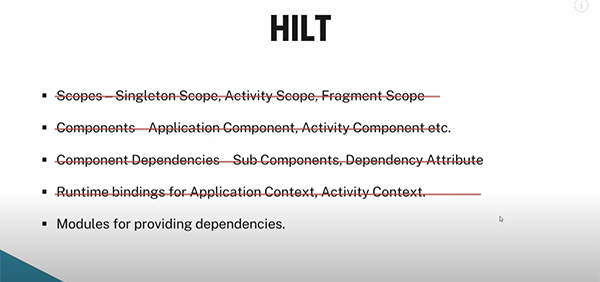 HILT
▪ Scopes – Singleton Scope, Activity Scope, Fragment Scope
▪ Components – Application Component, Activity Component etc.
▪ Component Dependencies – Sub Components, Dependency Attribute
▪ Runtime bindings for Application Context, Activity Context.
▪ Modules for providing dependencies.